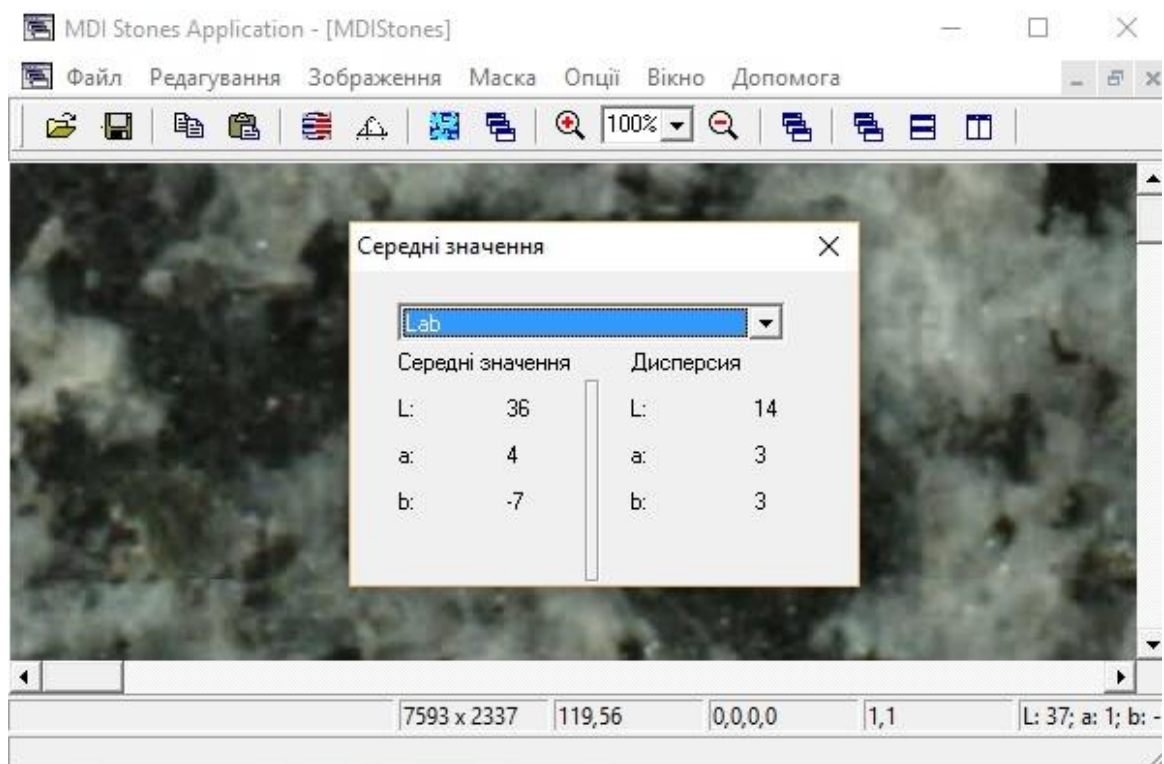 MDI Stones Application - [MDIStones]
Файл Редагування Зображення Маска Опції Вікно Допомога
100%
Середні значення
Lab
Середні значення Дисперсия
L: 36 L: 14
a: 4 a: 3
b: -7 b: 3
7593 x 2337 119,56 0,0,0,0 1,1 L: 37; a: 1; b: -